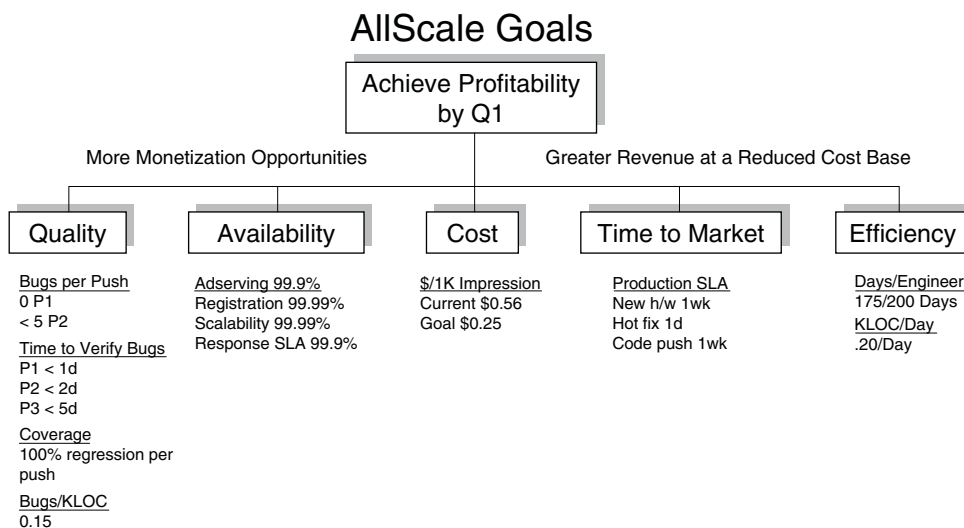 AllScale Goals
Achieve Profitability
by Q1
More Monetization Opportunities
Greater Revenue at a Reduced Cost Base
Quality
Bugs per Push
0 P1
< 5 P2
Time to Verify Bugs
P1 < 1d
P2 < 2d
P3 < 5d
Coverage
100% regression per
push
Bugs/KLOC
0.15
Availability
Adserving 99.9%
Registration 99.99%
Scalability 99.99%
Response SLA 99.9%
Cost
$/1K Impression
Current $0.56
Goal $0.25
Time to Market
Production SLA
New h/w 1wk
Hot fix 1d
Code push 1wk
Efficiency
Days/Engineer
175/200 Days
KLOC/Day
.20/Day